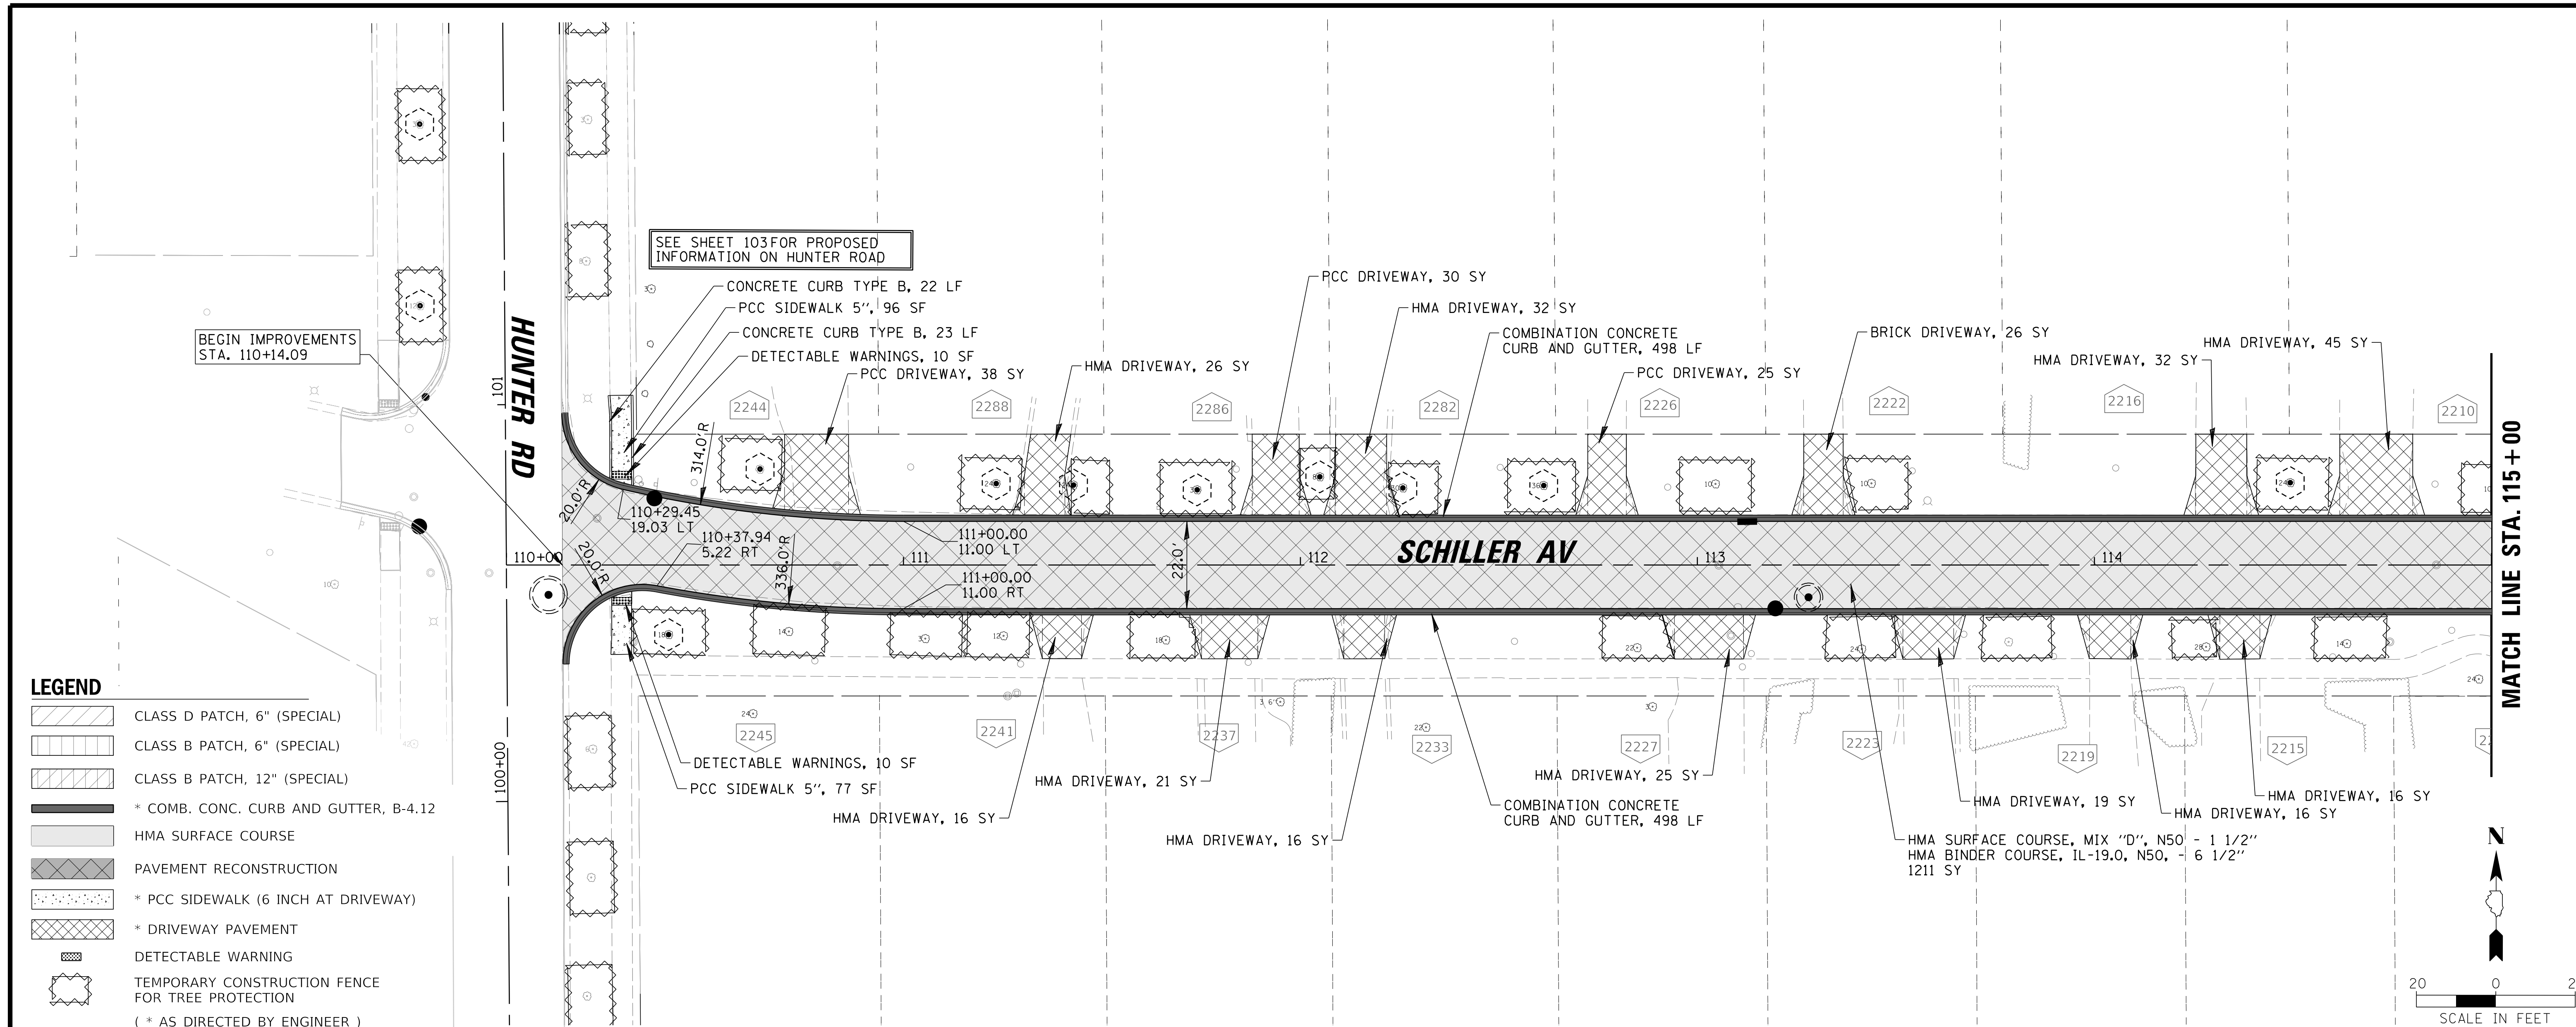 SEE SHEET 103 FOR PROPOSED
INFORMATION ON HUNTER ROAD
CONCRETE CURB TYPE B, 22 LF
PCC SIDEWALK 5", 96 SF
CONCRETE CURB TYPE B, 23 LF
DETECTABLE WARNINGS, 10 SF
PCC DRIVEWAY, 38 SY
HMA DRIVEWAY, 26 SY
PCC DRIVEWAY, 30 SY
HMA DRIVEWAY, 32 SY
COMBINATION CONCRETE
CURB AND GUTTER, 498 LF
PCC DRIVEWAY, 25 SY
BRICK DRIVEWAY, 26 SY
HMA DRIVEWAY, 32 SY
HMA DRIVEWAY, 45 SY
BEGIN IMPROVEMENTS
STA. 110+14.09
HUNTER RD
101
100+00
2244
2288
2286
2282
2226
2222
2216
2210
20.0'R
314.0'R
110+29.45
19.03 LT
110+37.94
5.22 RT
20.0'R
336.0'R
111+00.00
11.00 LT
111+00.00
11.00 RT
22.0'
110+00
111
112
SCHILLER AV
113
114
MATCH LINE STA. 115+00
2245
2241
2237
2233
2227
2223
2219
2215
DETECTABLE WARNINGS, 10 SF
PCC SIDEWALK 5", 77 SF
HMA DRIVEWAY, 16 SY
HMA DRIVEWAY, 21 SY
HMA DRIVEWAY, 16 SY
COMBINATION CONCRETE
CURB AND GUTTER, 498 LF
HMA DRIVEWAY, 25 SY
HMA DRIVEWAY, 19 SY
HMA DRIVEWAY, 16 SY
HMA DRIVEWAY, 16 SY
HMA SURFACE COURSE, MIX "D", N50 - 1 1/2"
HMA BINDER COURSE, IL-19.0, N50, - 6 1/2"
1211 SY
LEGEND
CLASS D PATCH, 6" (SPECIAL)
CLASS B PATCH, 6" (SPECIAL)
CLASS B PATCH, 12" (SPECIAL)
* COMB. CONC. CURB AND GUTTER, B-4.12
HMA SURFACE COURSE
PAVEMENT RECONSTRUCTION
* PCC SIDEWALK (6 INCH AT DRIVEWAY)
* DRIVEWAY PAVEMENT
DETECTABLE WARNING
TEMPORARY CONSTRUCTION FENCE
FOR TREE PROTECTION
( * AS DIRECTED BY ENGINEER )
N
20 0 2
SCALE IN FEET